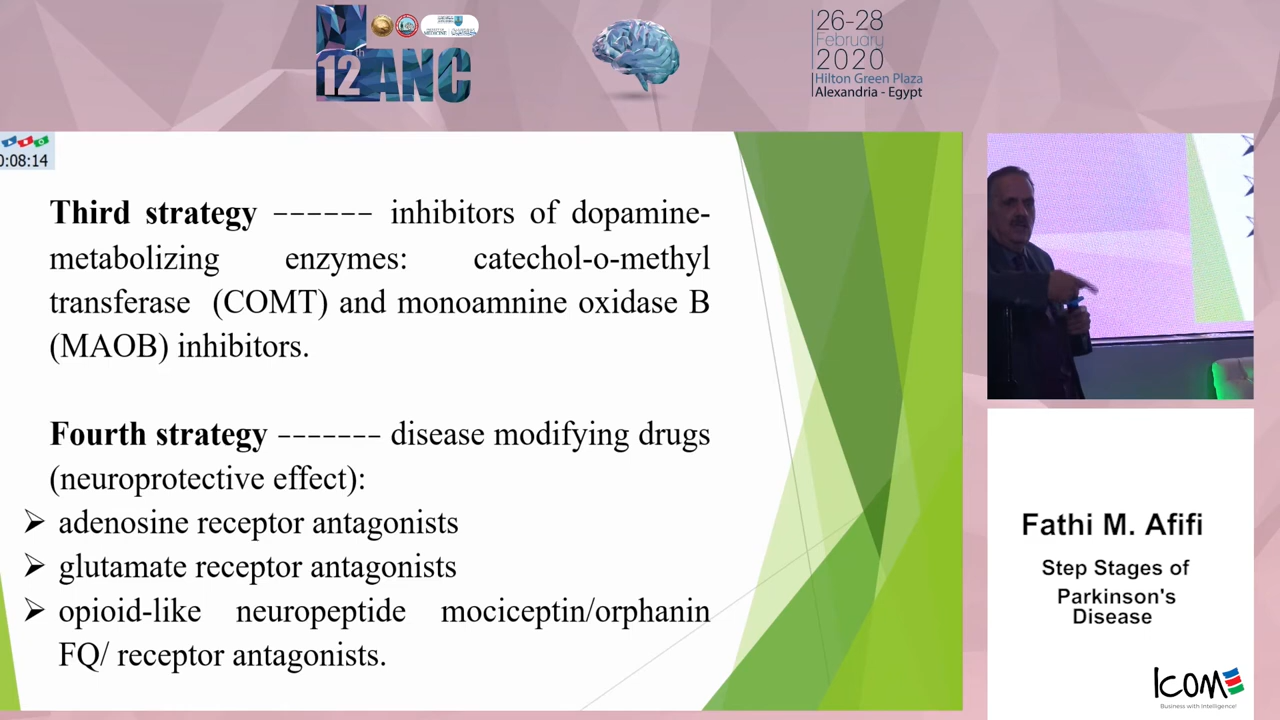 12th ANC
26-28
February
2020
Hilton Green Plaza
Alexandria - Egypt
0:08:14
Third strategy ------ inhibitors of dopamine-
metabolizing enzymes: catechol-o-methyl
transferase (COMT) and monoamnine oxidase B
(MAOB) inhibitors.
Fourth strategy ------- disease modifying drugs
(neuroprotective effect):
adenosine receptor antagonists
glutamate receptor antagonists
opioid-like neuropeptide mociceptin/orphanin
FQ/ receptor antagonists.
Fathi M. Afifi
Step Stages of
Parkinson's
Disease
ICOM
Business with Intelligence!